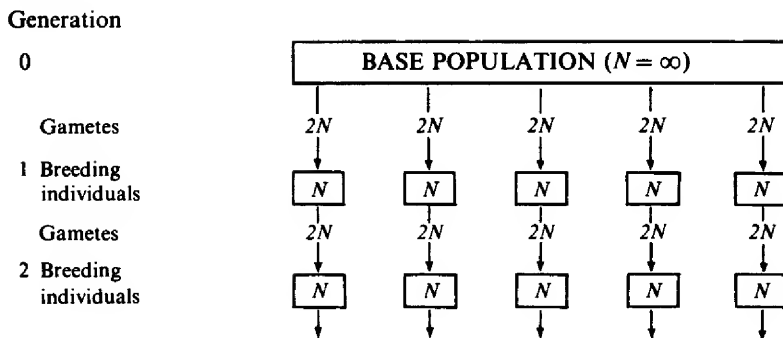 Generation
0 BASE POPULATION (N = ∞)
Gametes 2N 2N 2N 2N 2N
1 Breeding
individuals N N N N N
Gametes 2N 2N 2N 2N 2N
2 Breeding
individuals N N N N N